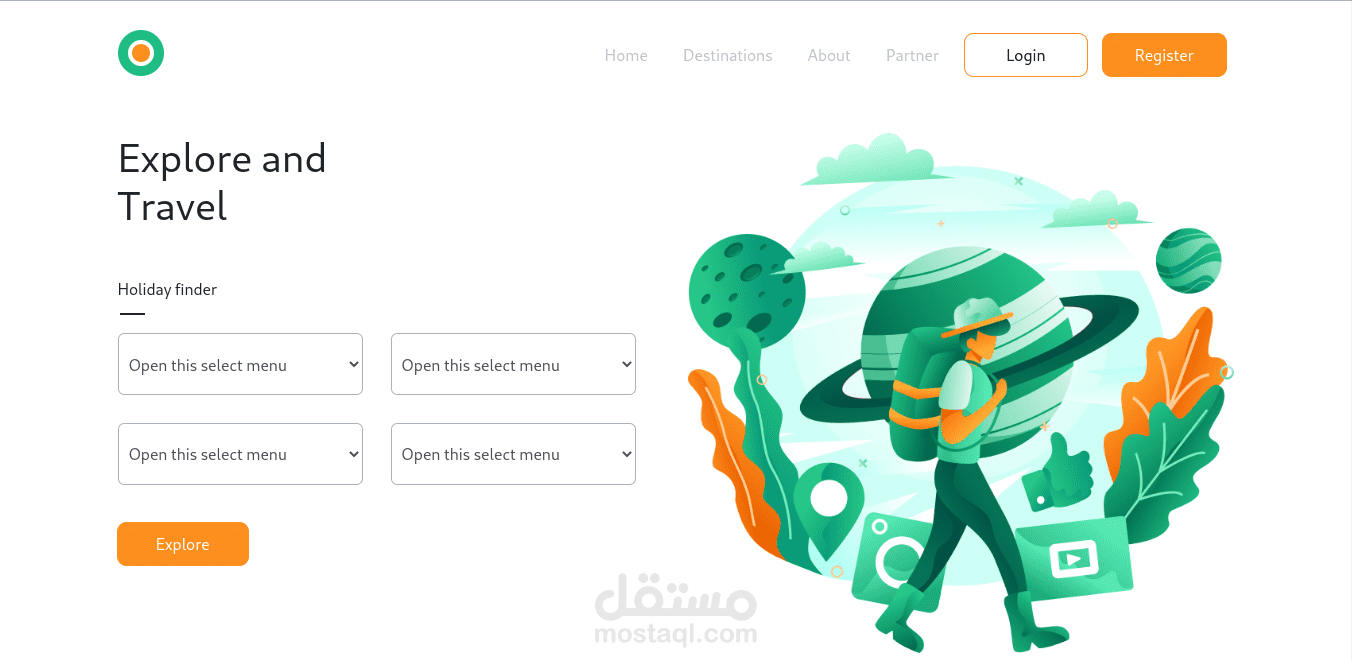 Home Destinations About Partner Login Register
Explore and
Travel
Holiday finder
Open this select menu Open this select menu
Open this select menu Open this select menu
Explore
مستقل
mostaql.com